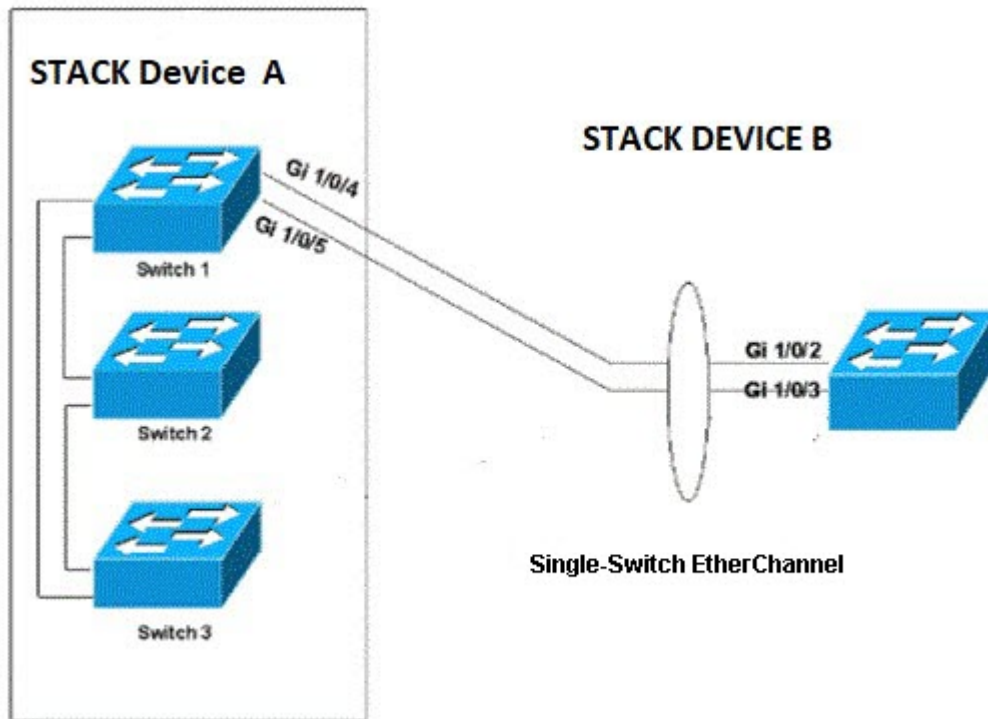 STACK Device A
STACK DEVICE B
Gi 1/0/4
Gi 1/0/5
Switch 1
Gi 1/0/2
Gi 1/0/3
Switch 2
Single-Switch EtherChannel
Switch 3